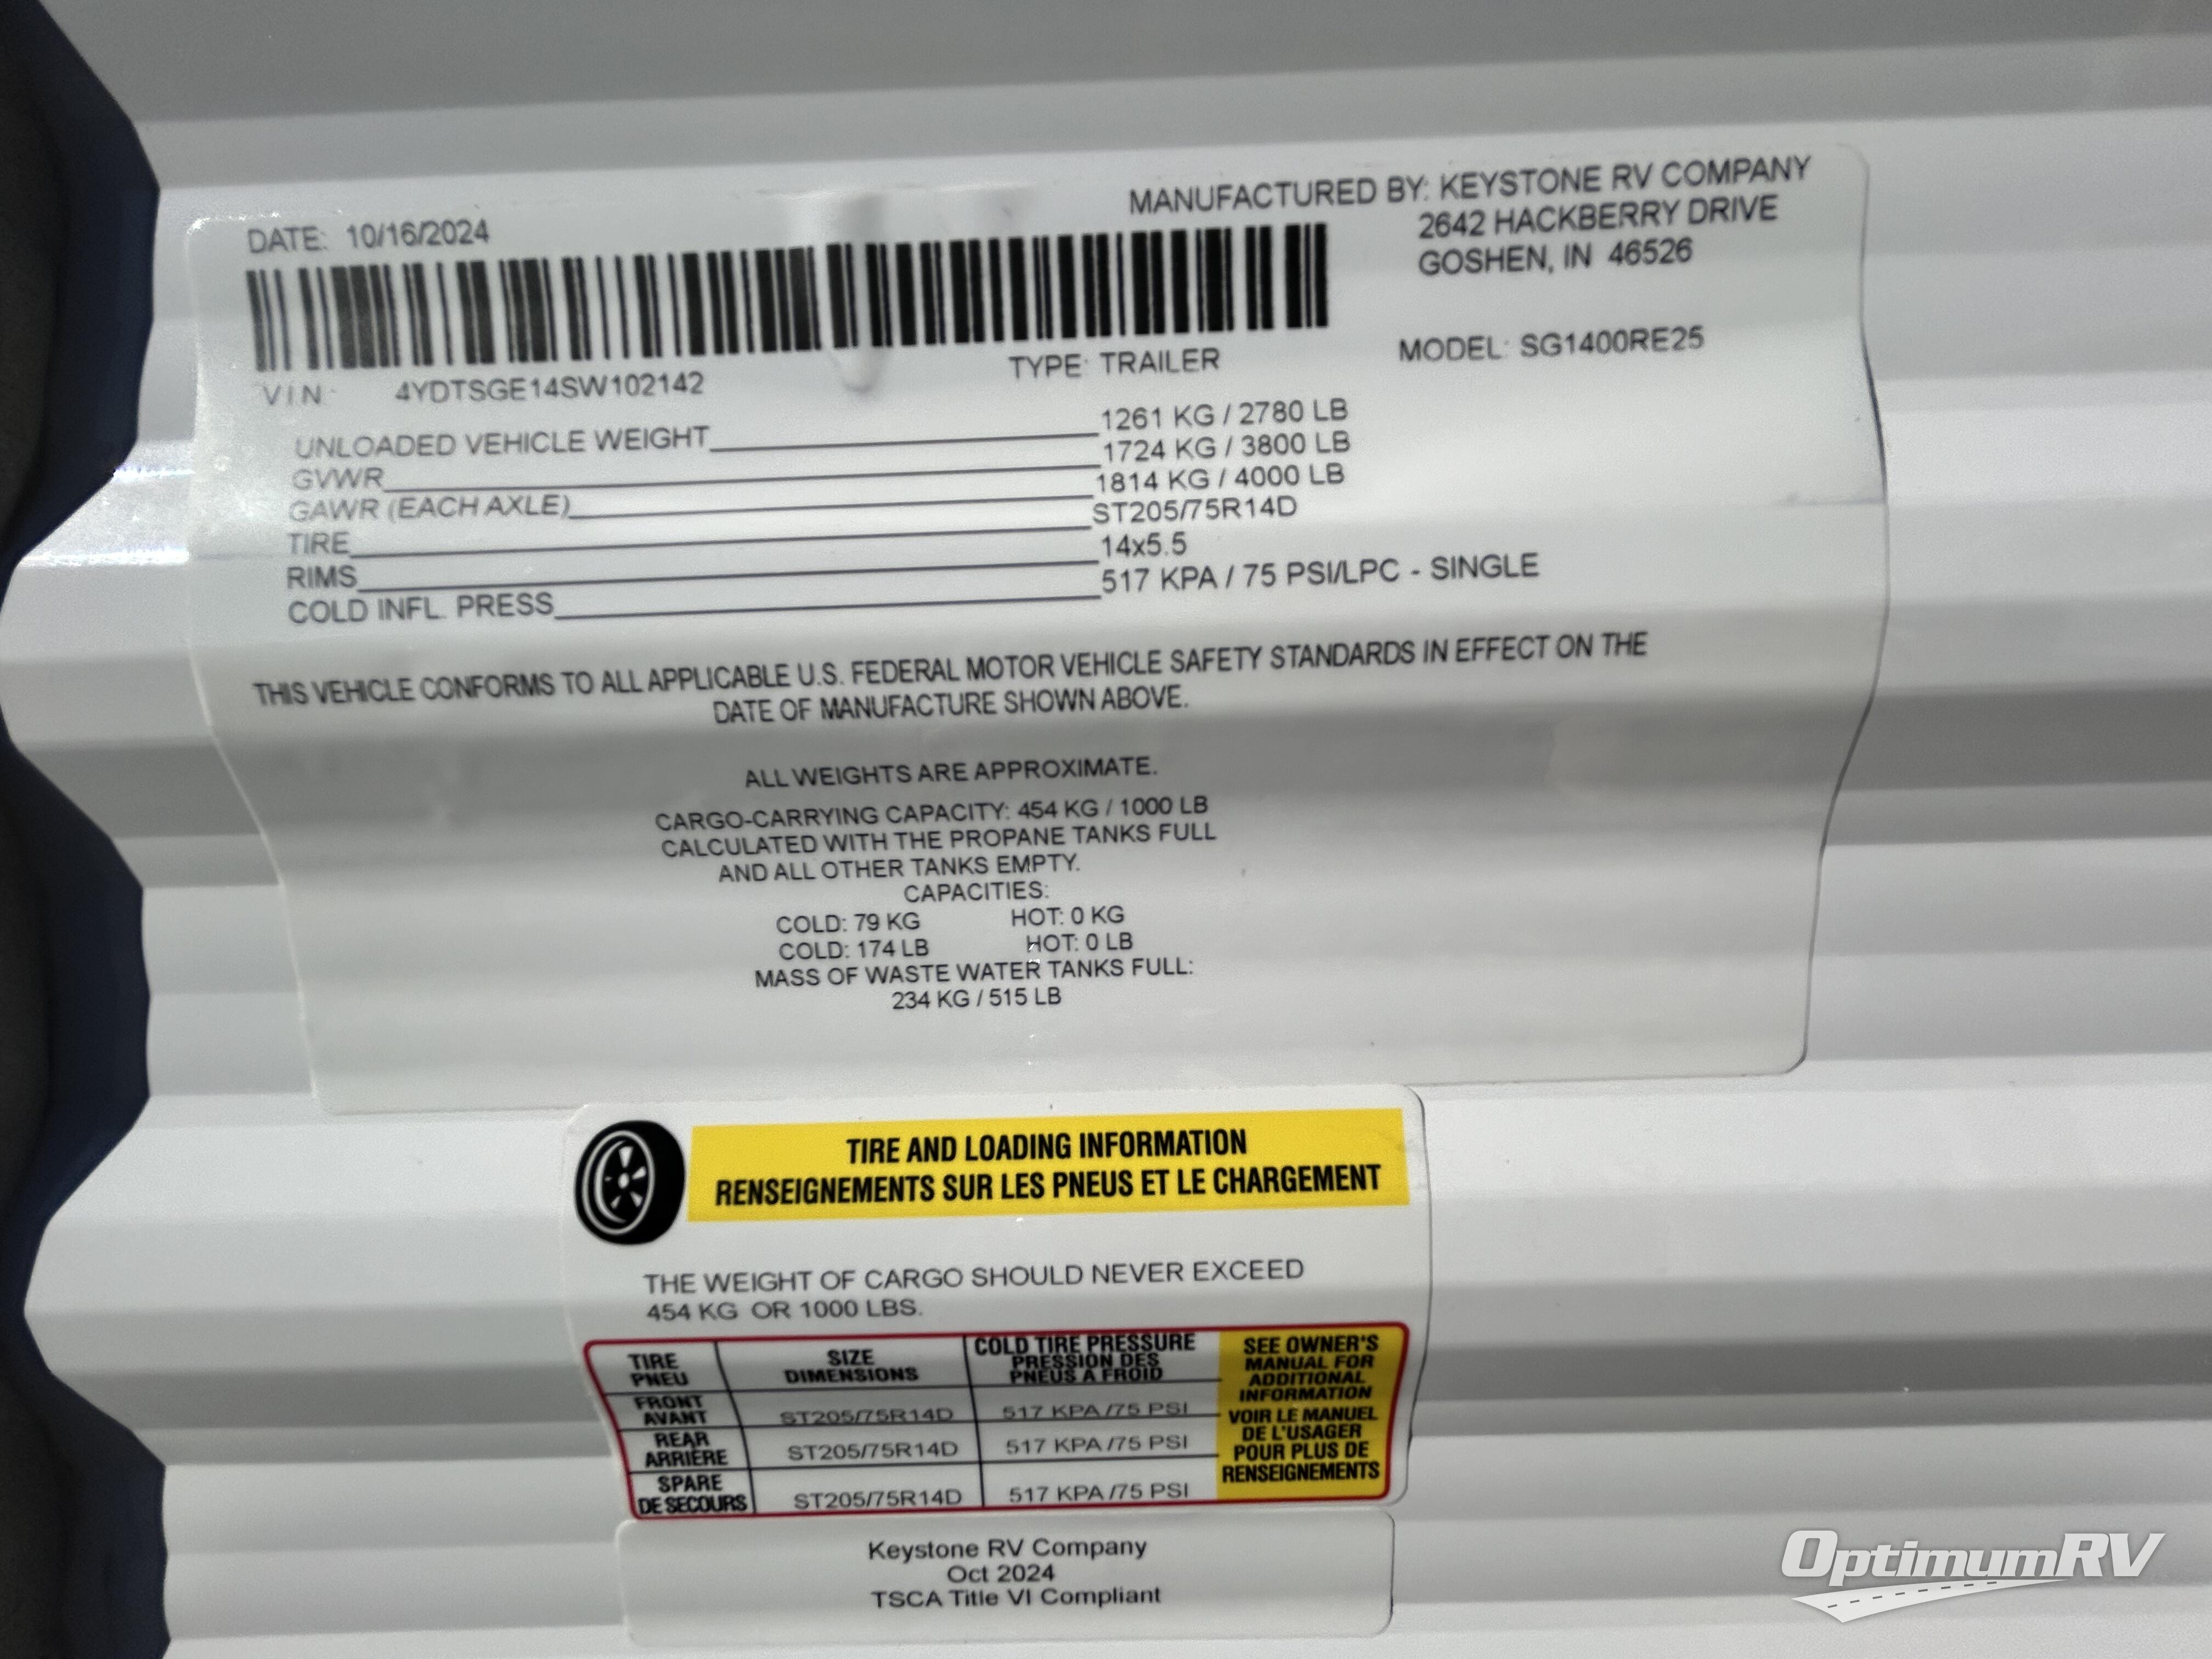 DATE: 10/16/2024
MANUFACTURED BY: KEYSTONE RV COMPANY
2642 HACKBERRY DRIVE
GOSHEN, IN 46526
VIN: 4YDTSGE14SW102142
TYPE: TRAILER
MODEL: SG1400RE25
UNLOADED VEHICLE WEIGHT 1261 KG / 2780 LB
GVWR 1724 KG / 3800 LB
GAWR (EACH AXLE) 1814 KG / 4000 LB
TIRE ST205/75R14D
RIMS 14x5.5
COLD INFL. PRESS 517 KPA / 75 PSI/LPC - SINGLE
THIS VEHICLE CONFORMS TO ALL APPLICABLE U.S. FEDERAL MOTOR VEHICLE SAFETY STANDARDS IN EFFECT ON THE
DATE OF MANUFACTURE SHOWN ABOVE.
ALL WEIGHTS ARE APPROXIMATE.
CARGO-CARRYING CAPACITY: 454 KG / 1000 LB
CALCULATED WITH THE PROPANE TANKS FULL
AND ALL OTHER TANKS EMPTY.
CAPACITIES:
COLD: 79 KG HOT: 0 KG
COLD: 174 LB HOT: 0 LB
MASS OF WASTE WATER TANKS FULL:
234 KG / 515 LB
TIRE AND LOADING INFORMATION
RENSEIGNEMENTS SUR LES PNEUS ET LE CHARGEMENT
THE WEIGHT OF CARGO SHOULD NEVER EXCEED
454 KG OR 1000 LBS.
TIRE
PNEU
SIZE
DIMENSIONS
COLD TIRE PRESSURE
PRESSION DES
PNEUS A FROID
FRONT
AVANT
ST205/75R14D
517 KPA /75 PSI
REAR
ARRIÈRE
ST205/75R14D
517 KPA /75 PSI
SPARE
DE SECOURS
ST205/75R14D
517 KPA /75 PSI
SEE OWNER'S
MANUAL FOR
ADDITIONAL
INFORMATION
VOIR LE MANUEL
DE L'USAGER
POUR PLUS DE
RENSEIGNEMENTS
Keystone RV Company
Oct 2024
TSCA Title VI Compliant
OptimumRV